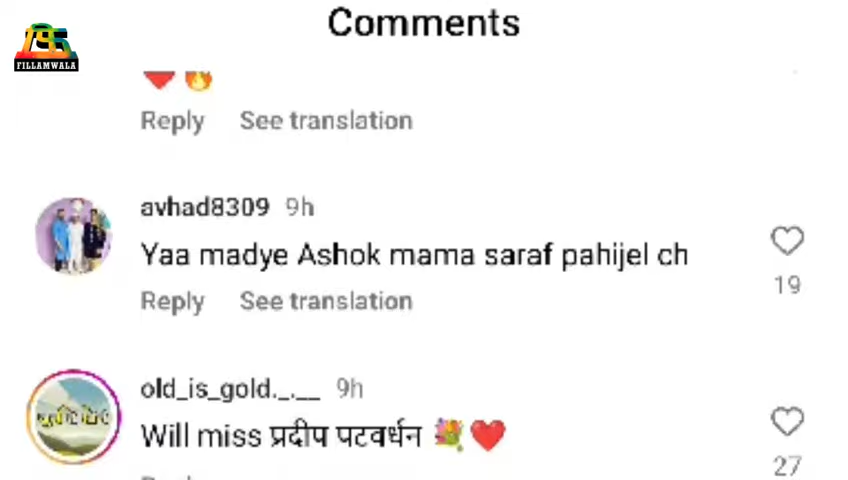 Comments
FILLAMWALA
❤️🔥
Reply See translation
avhad8309 9h
Yaa madye Ashok mama saraf pahijel ch
19
Reply See translation
old_is_gold._.__ 9h
Will miss प्रदीप पटवर्धन 💐❤️
27